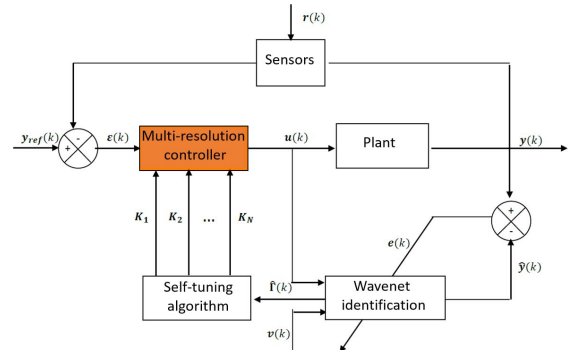 r(k)
Sensors
y_ref(k)
ε(k)
Multi-resolution
controller
u(k)
Plant
y(k)
+
-
+
-
K_1
K_2
...
K_N
e(k)
ŷ(k)
Self-tuning
algorithm
f̂(k)
Wavenet
identification
v(k)